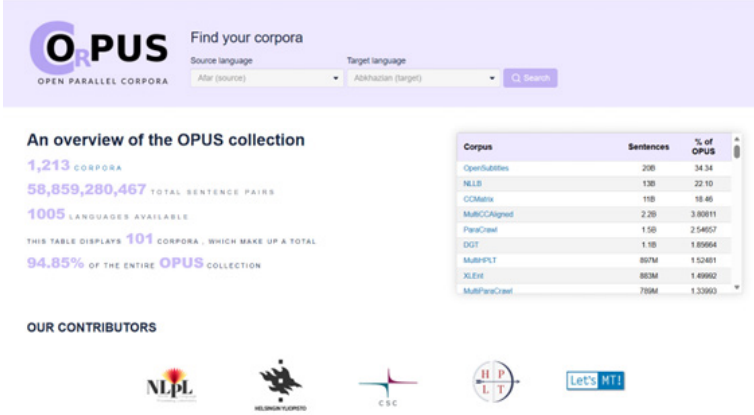 OrPUS
OPEN PARALLEL CORPORA
Find your corpora
Source language
Target language
Afar (source)
Abkhazian (target)
Search
An overview of the OPUS collection
1,213 CORPORA
58,859,280,467 TOTAL SENTENCE PAIRS
1005 LANGUAGES AVAILABLE
THIS TABLE DISPLAYS 101 CORPORA , WHICH MAKE UP A TOTAL
94.85% OF THE ENTIRE OPUS COLLECTION
Corpus Sentences % of OPUS
OpenSubtitles 20B 34.34
NLLB 13B 22.10
CCMatrix 11B 18.46
MultiCCAligned 2.2B 3.80811
ParaCrawl 1.5B 2.54657
DGT 1.1B 1.85664
MultiHPLT 897M 1.52481
XLEnt 883M 1.49992
MultiParaCrawl 789M 1.33993
OUR CONTRIBUTORS
NLPL
HELSINGIN YLIOPISTO
CSC
H P
L T
Let's MT!